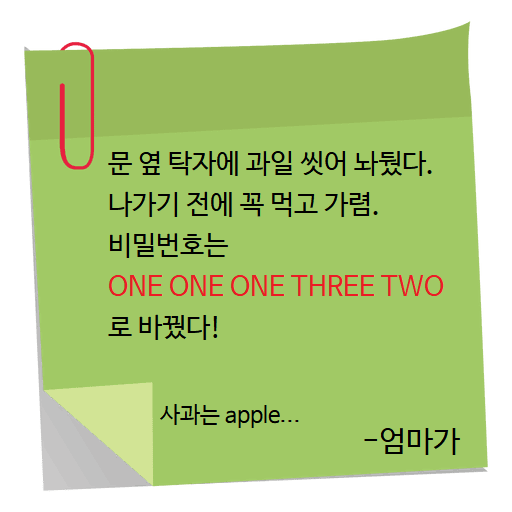 문 옆 탁자에 과일 씻어 놔뒀다.
나가기 전에 꼭 먹고 가렴.
비밀번호는
ONE ONE ONE THREE TWO
로 바꿨다!
사과는 apple...
-엄마가